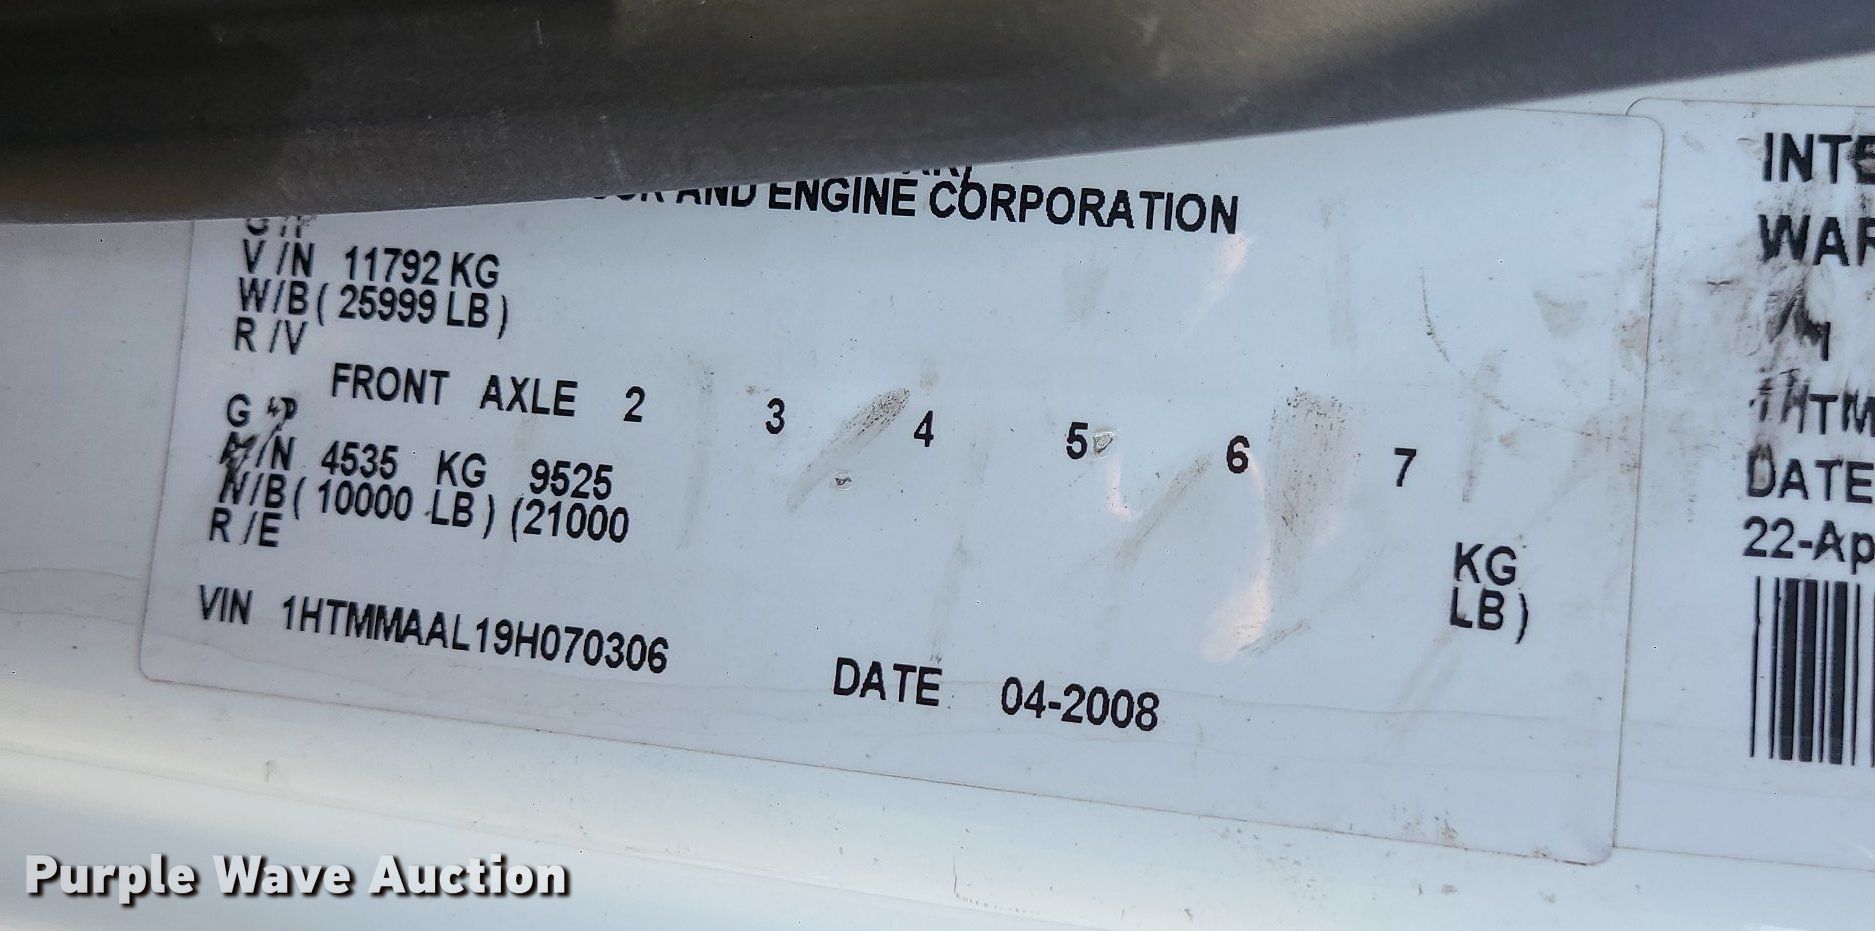 AND ENGINE CORPORATION
V/N 11792 KG
W/B ( 25999 LB )
R/V
FRONT AXLE 2 3 4 5 6 7
G
/N 4535 KG 9525
/B ( 10000 LB ) (21000
R/E
KG
LB )
VIN 1HTMMAAL19H070306
DATE 04-2008
INTE
WAR
1HTM
DATE
22-Ap
Purple Wave Auction